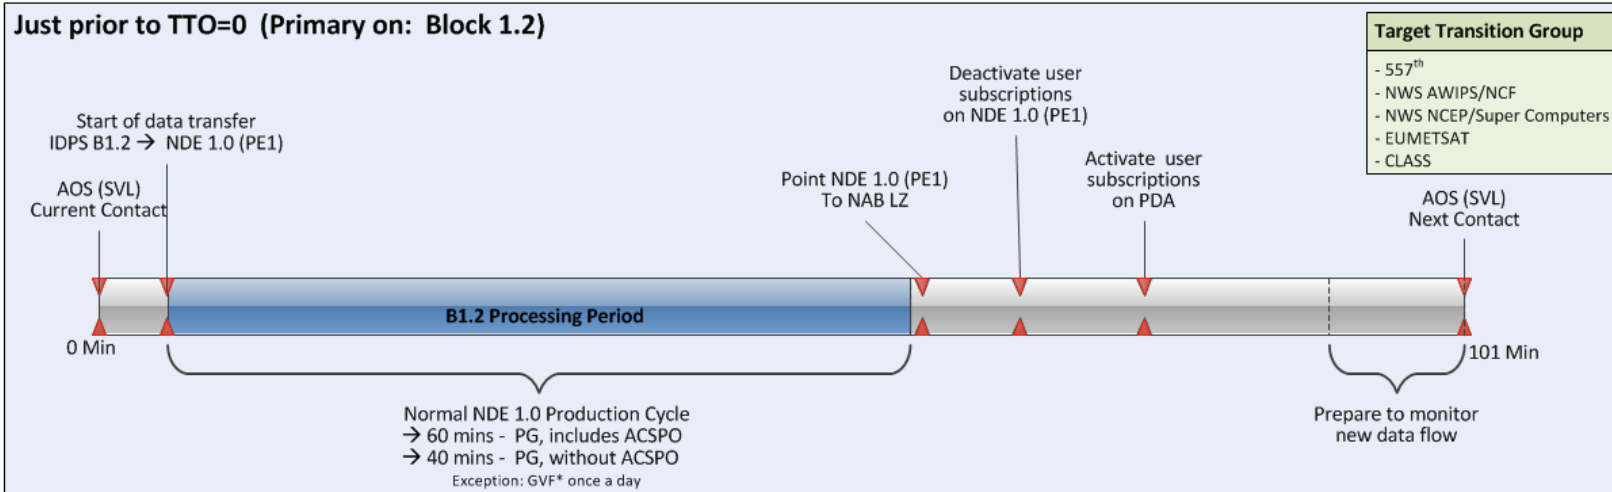 Just prior to TTO=0 (Primary on: Block 1.2)
Target Transition Group
- 557th
- NWS AWIPS/NCF
- NWS NCEP/Super Computers
- EUMETSAT
- CLASS
Start of data transfer
IDPS B1.2 → NDE 1.0 (PE1)
AOS (SVL)
Current Contact
Point NDE 1.0 (PE1)
To NAB LZ
Deactivate user
subscriptions
on NDE 1.0 (PE1)
Activate user
subscriptions
on PDA
AOS (SVL)
Next Contact
B1.2 Processing Period
0 Min
101 Min
Normal NDE 1.0 Production Cycle
→ 60 mins - PG, includes ACSPO
→ 40 mins - PG, without ACSPO
Exception: GVF* once a day
Prepare to monitor
new data flow